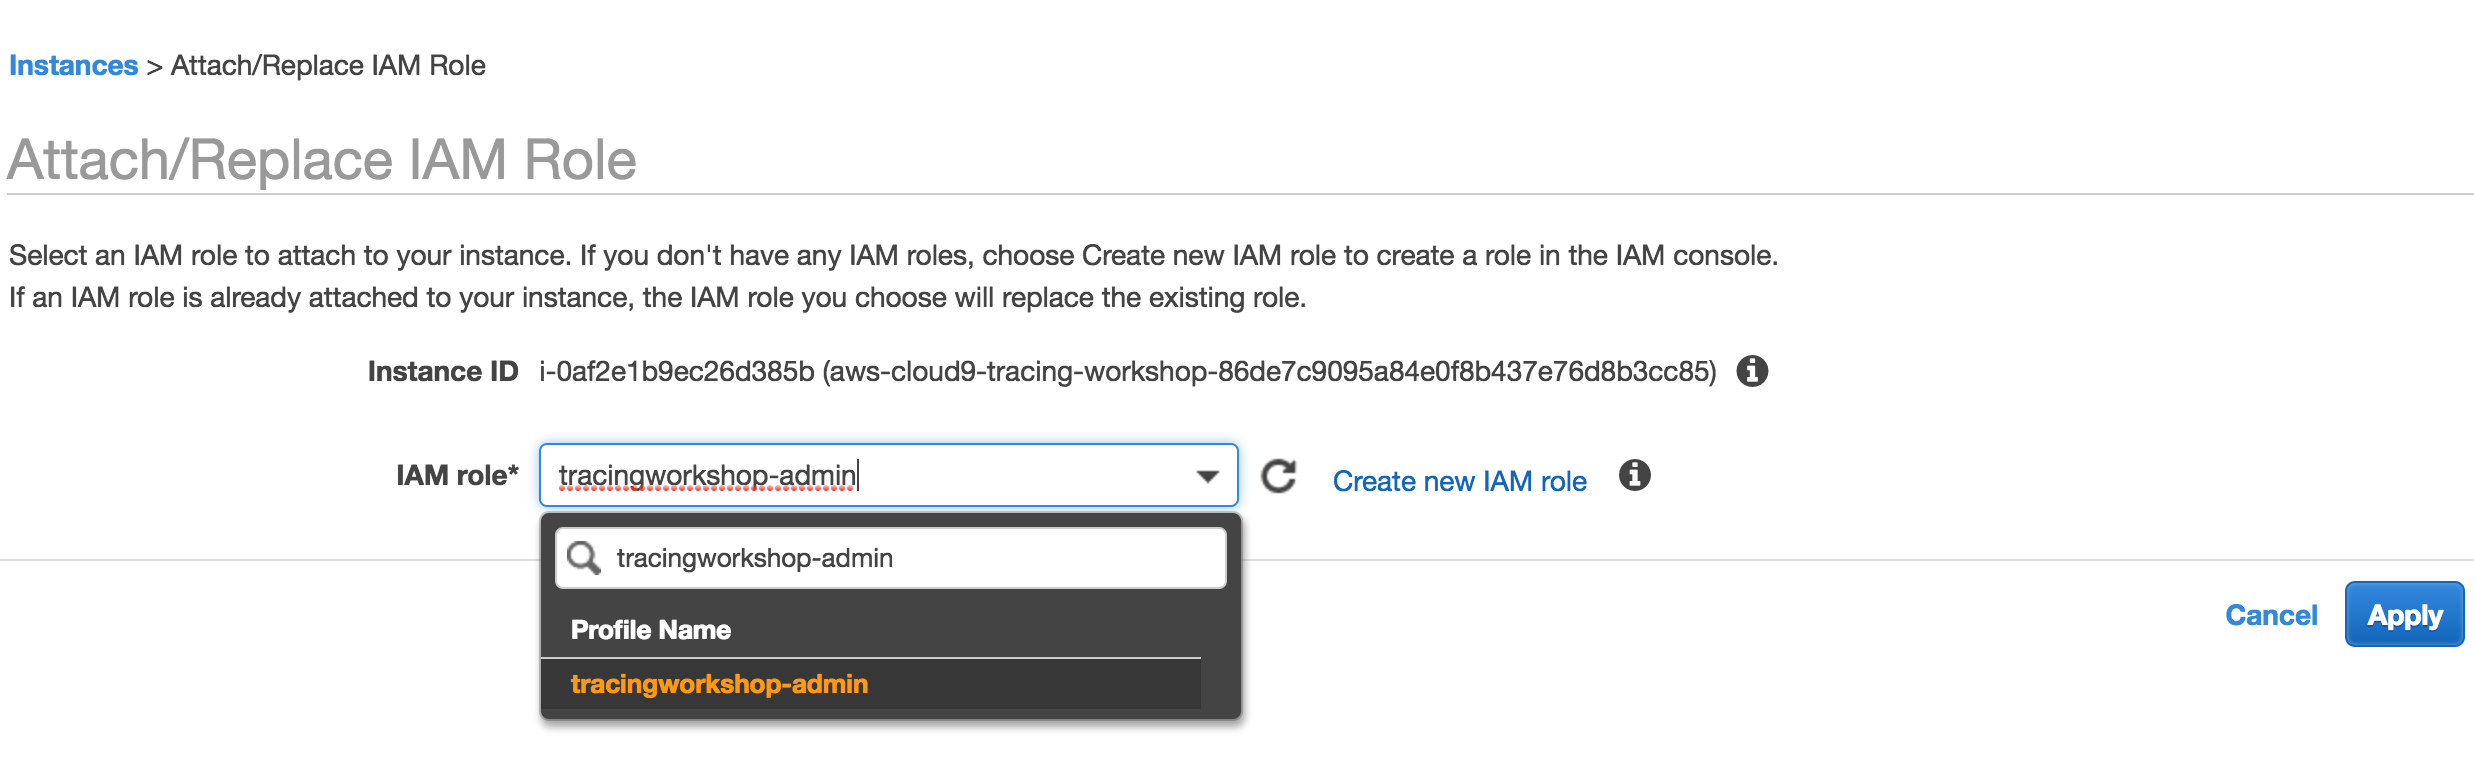 Instances > Attach/Replace IAM Role
Attach/Replace IAM Role
Select an IAM role to attach to your instance. If you don't have any IAM roles, choose Create new IAM role to create a role in the IAM console.
If an IAM role is already attached to your instance, the IAM role you choose will replace the existing role.
Instance ID i-0af2e1b9ec26d385b (aws-cloud9-tracing-workshop-86de7c9095a84e0f8b437e76d8b3cc85)
IAM role* tracingworkshop-admin Create new IAM role
tracingworkshop-admin
Profile Name
tracingworkshop-admin
Cancel Apply